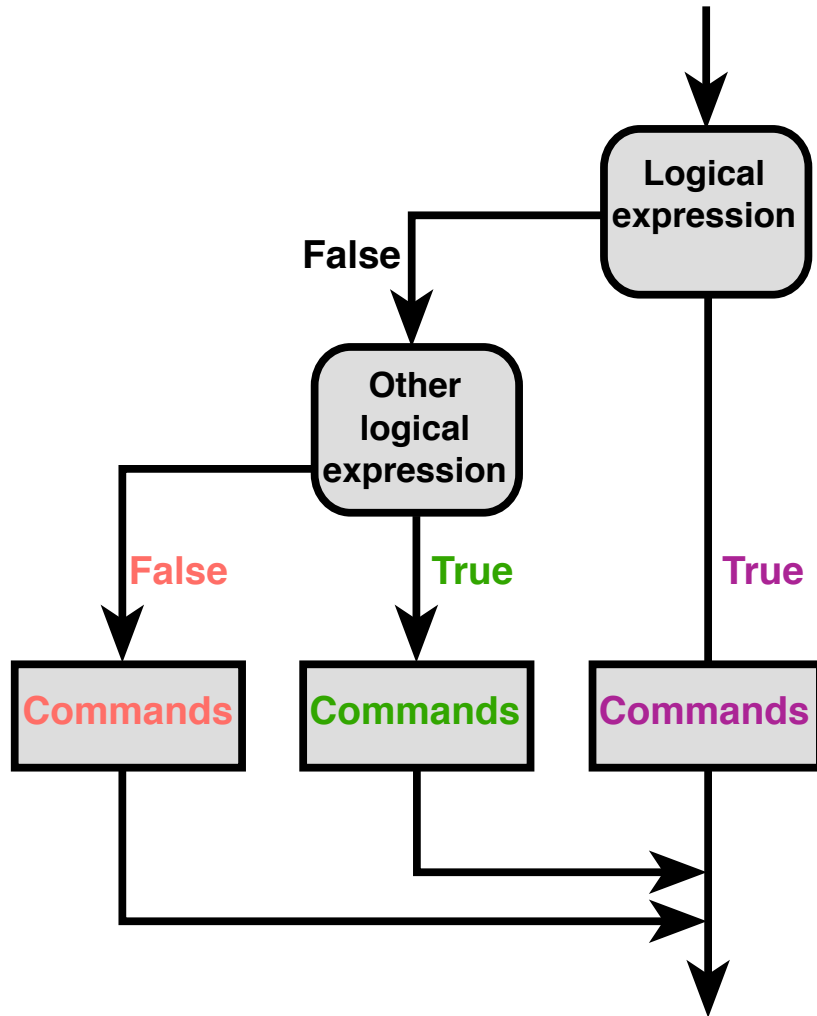 Logical
expression
False
Other
logical
expression
False
True
True
Commands
Commands
Commands